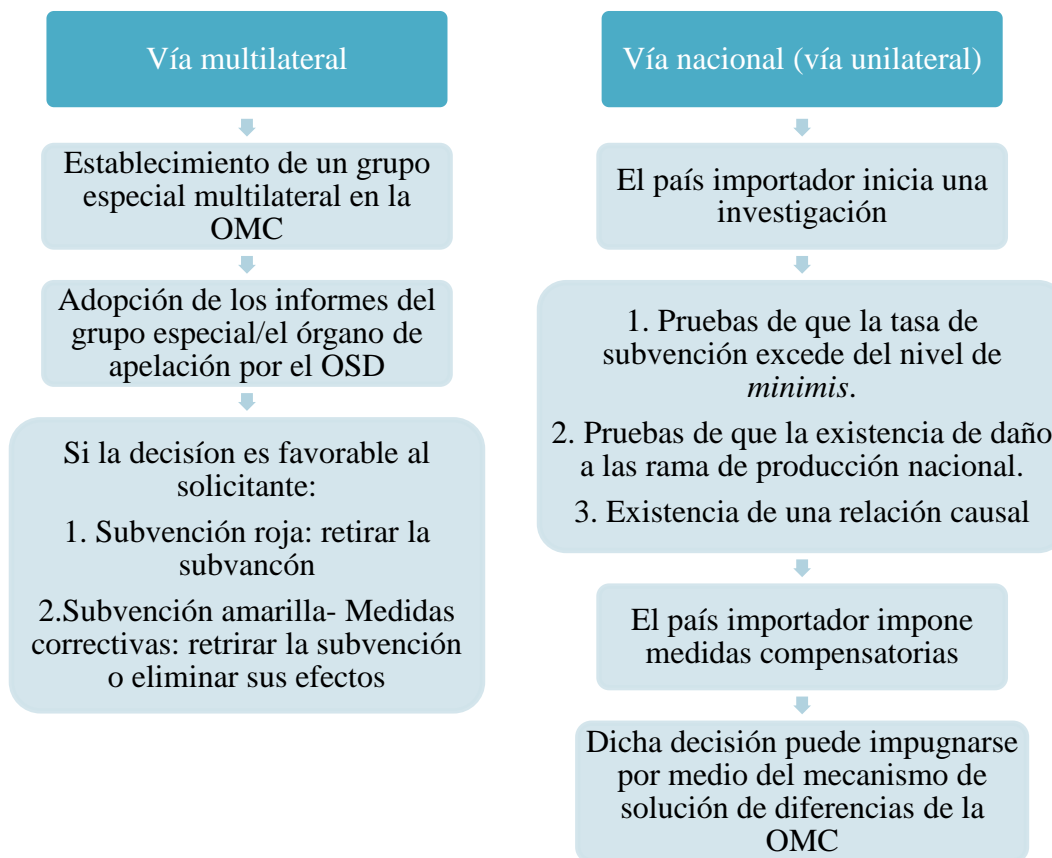 Vía multilateral
Establecimiento de un grupo
especial multilateral en la
OMC
Adopción de los informes del
grupo especial/el órgano de
apelación por el OSD
Si la decisíon es favorable al
solicitante:
1. Subvención roja: retirar la
subvancón
2.Subvención amarilla- Medidas
correctivas: retrirar la subvención
o eliminar sus efectos
Vía nacional (vía unilateral)
El país importador inicia una
investigación
1. Pruebas de que la tasa de
subvención excede del nivel de
minimis.
2. Pruebas de que la existencia de daño
a las rama de producción nacional.
3. Existencia de una relación causal
El país importador impone
medidas compensatorias
Dicha decisión puede impugnarse
por medio del mecanismo de
solución de diferencias de la
OMC